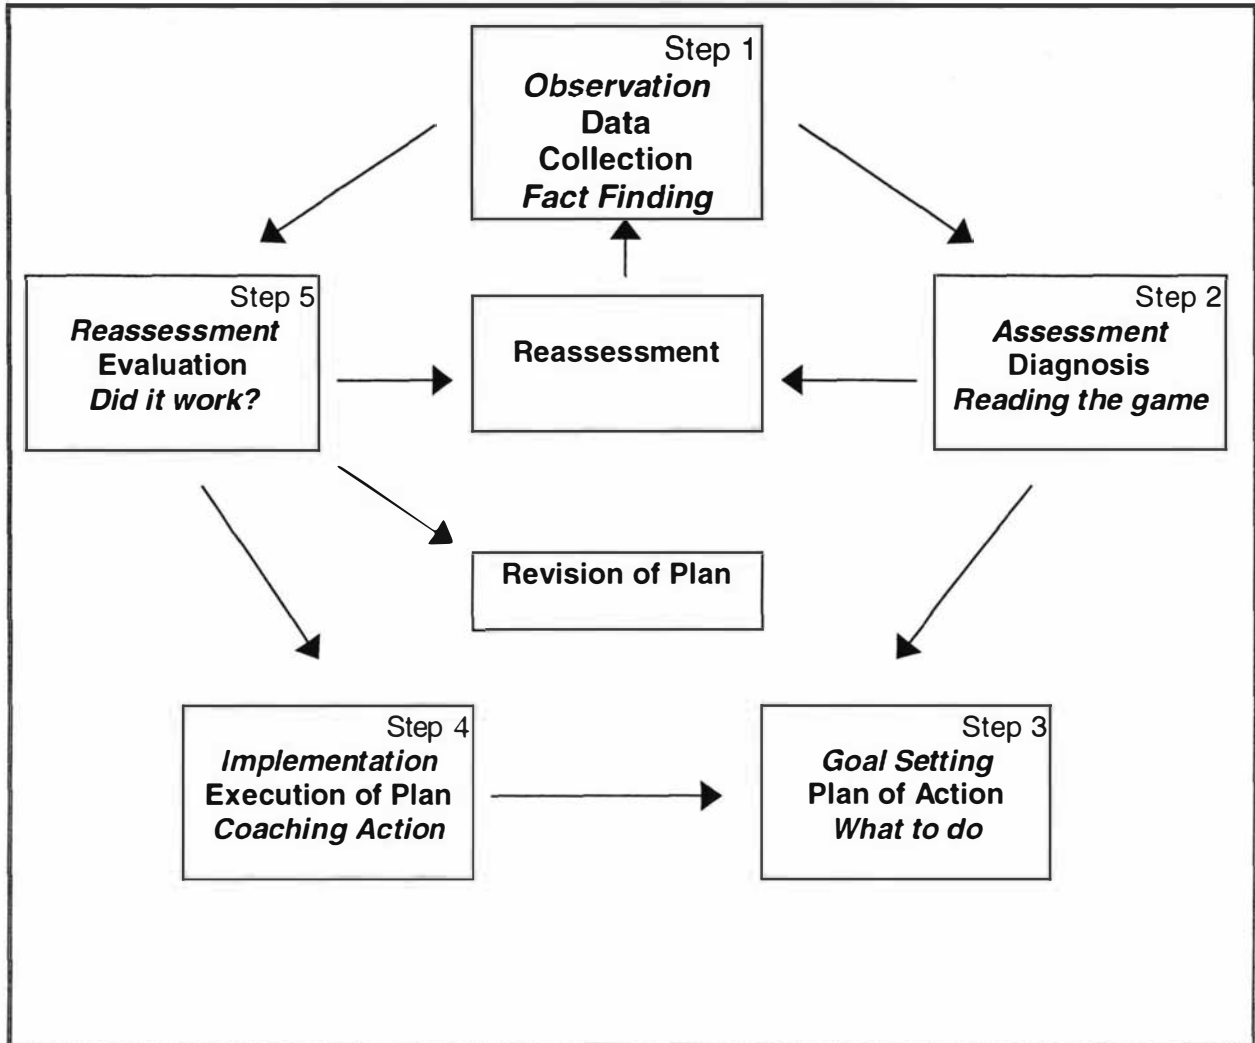 Step 1
Observation
Data
Collection
Fact Finding
Step 5
Reassessment
Evaluation
Did it work?
Reassessment
Step 2
Assessment
Diagnosis
Reading the game
Revision of Plan
Step 4
Implementation
Execution of Plan
Coaching Action
Step 3
Goal Setting
Plan of Action
What to do